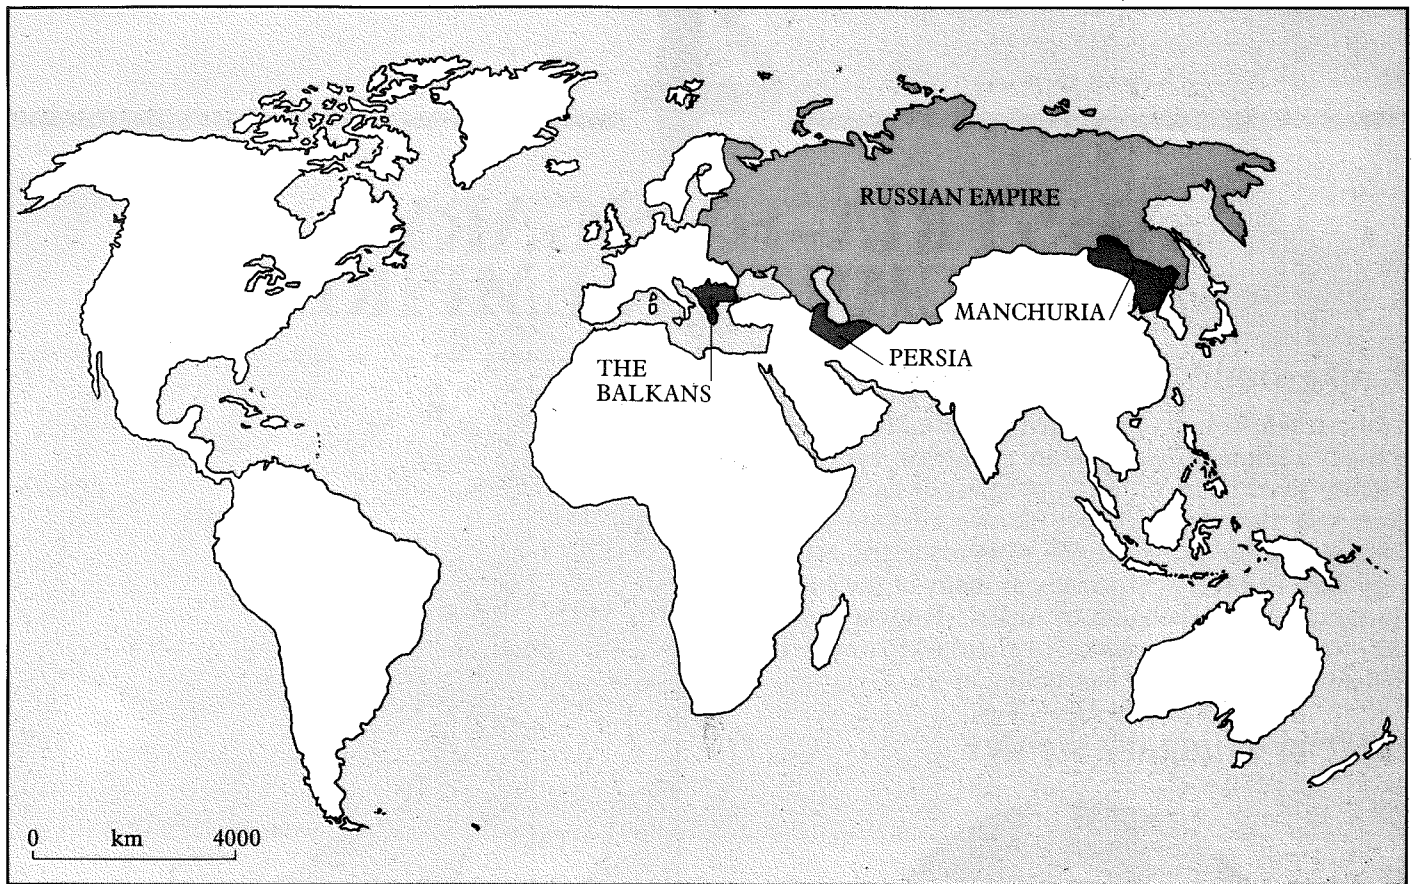 RUSSIAN EMPIRE
MANCHURIA
PERSIA
THE
BALKANS
0 km 4000